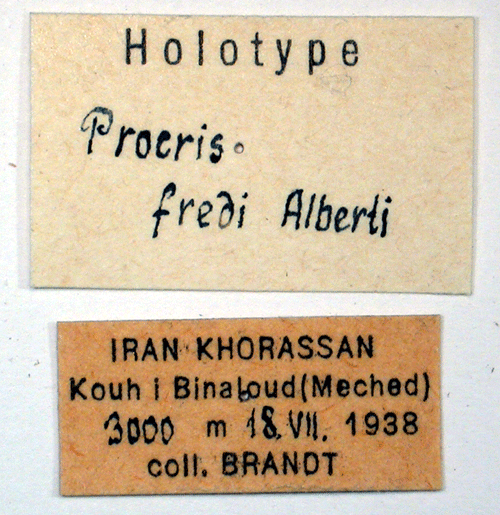 Holotype
Procris
fredi Alberti
IRAN KHORASSAN
Kouh i Binaloud(Meched)
3000 m 18.VII. 1938
coll. BRANDT